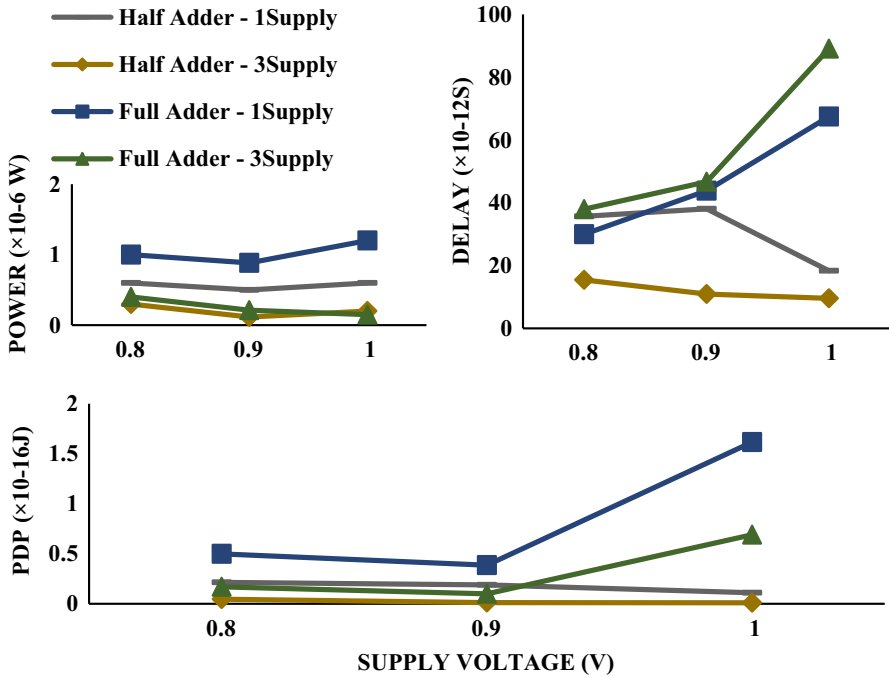 Half Adder - 1Supply
Half Adder - 3Supply
Full Adder - 1Supply
Full Adder - 3Supply
POWER (×10-6 W)
2
1
0
0.8
0.9
1
DELAY (×10-12S)
100
80
60
40
20
0
0.8
0.9
1
PDP (×10-16J)
2
1.5
1
0.5
0
0.8
0.9
1
SUPPLY VOLTAGE (V)